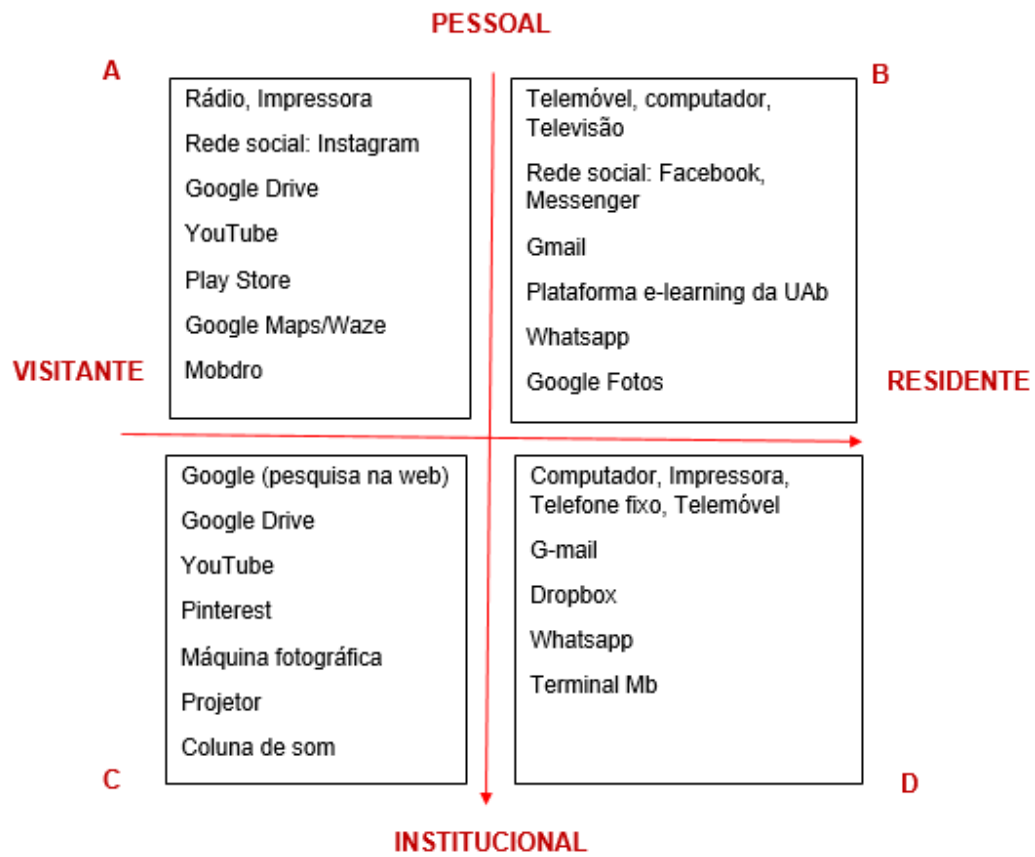 PESSOAL
A
Rádio, Impressora
Rede social: Instagram
Google Drive
YouTube
Play Store
Google Maps/Waze
Mobdro
B
Telemóvel, computador,
Televisão
Rede social: Facebook,
Messenger
Gmail
Plataforma e-learning da UAb
Whatsapp
Google Fotos
VISITANTE
RESIDENTE
Google (pesquisa na web)
Google Drive
YouTube
Pinterest
Máquina fotográfica
Projetor
Coluna de som
C
Computador, Impressora,
Telefone fixo, Telemóvel
G-mail
Dropbox
Whatsapp
Terminal Mb
D
INSTITUCIONAL